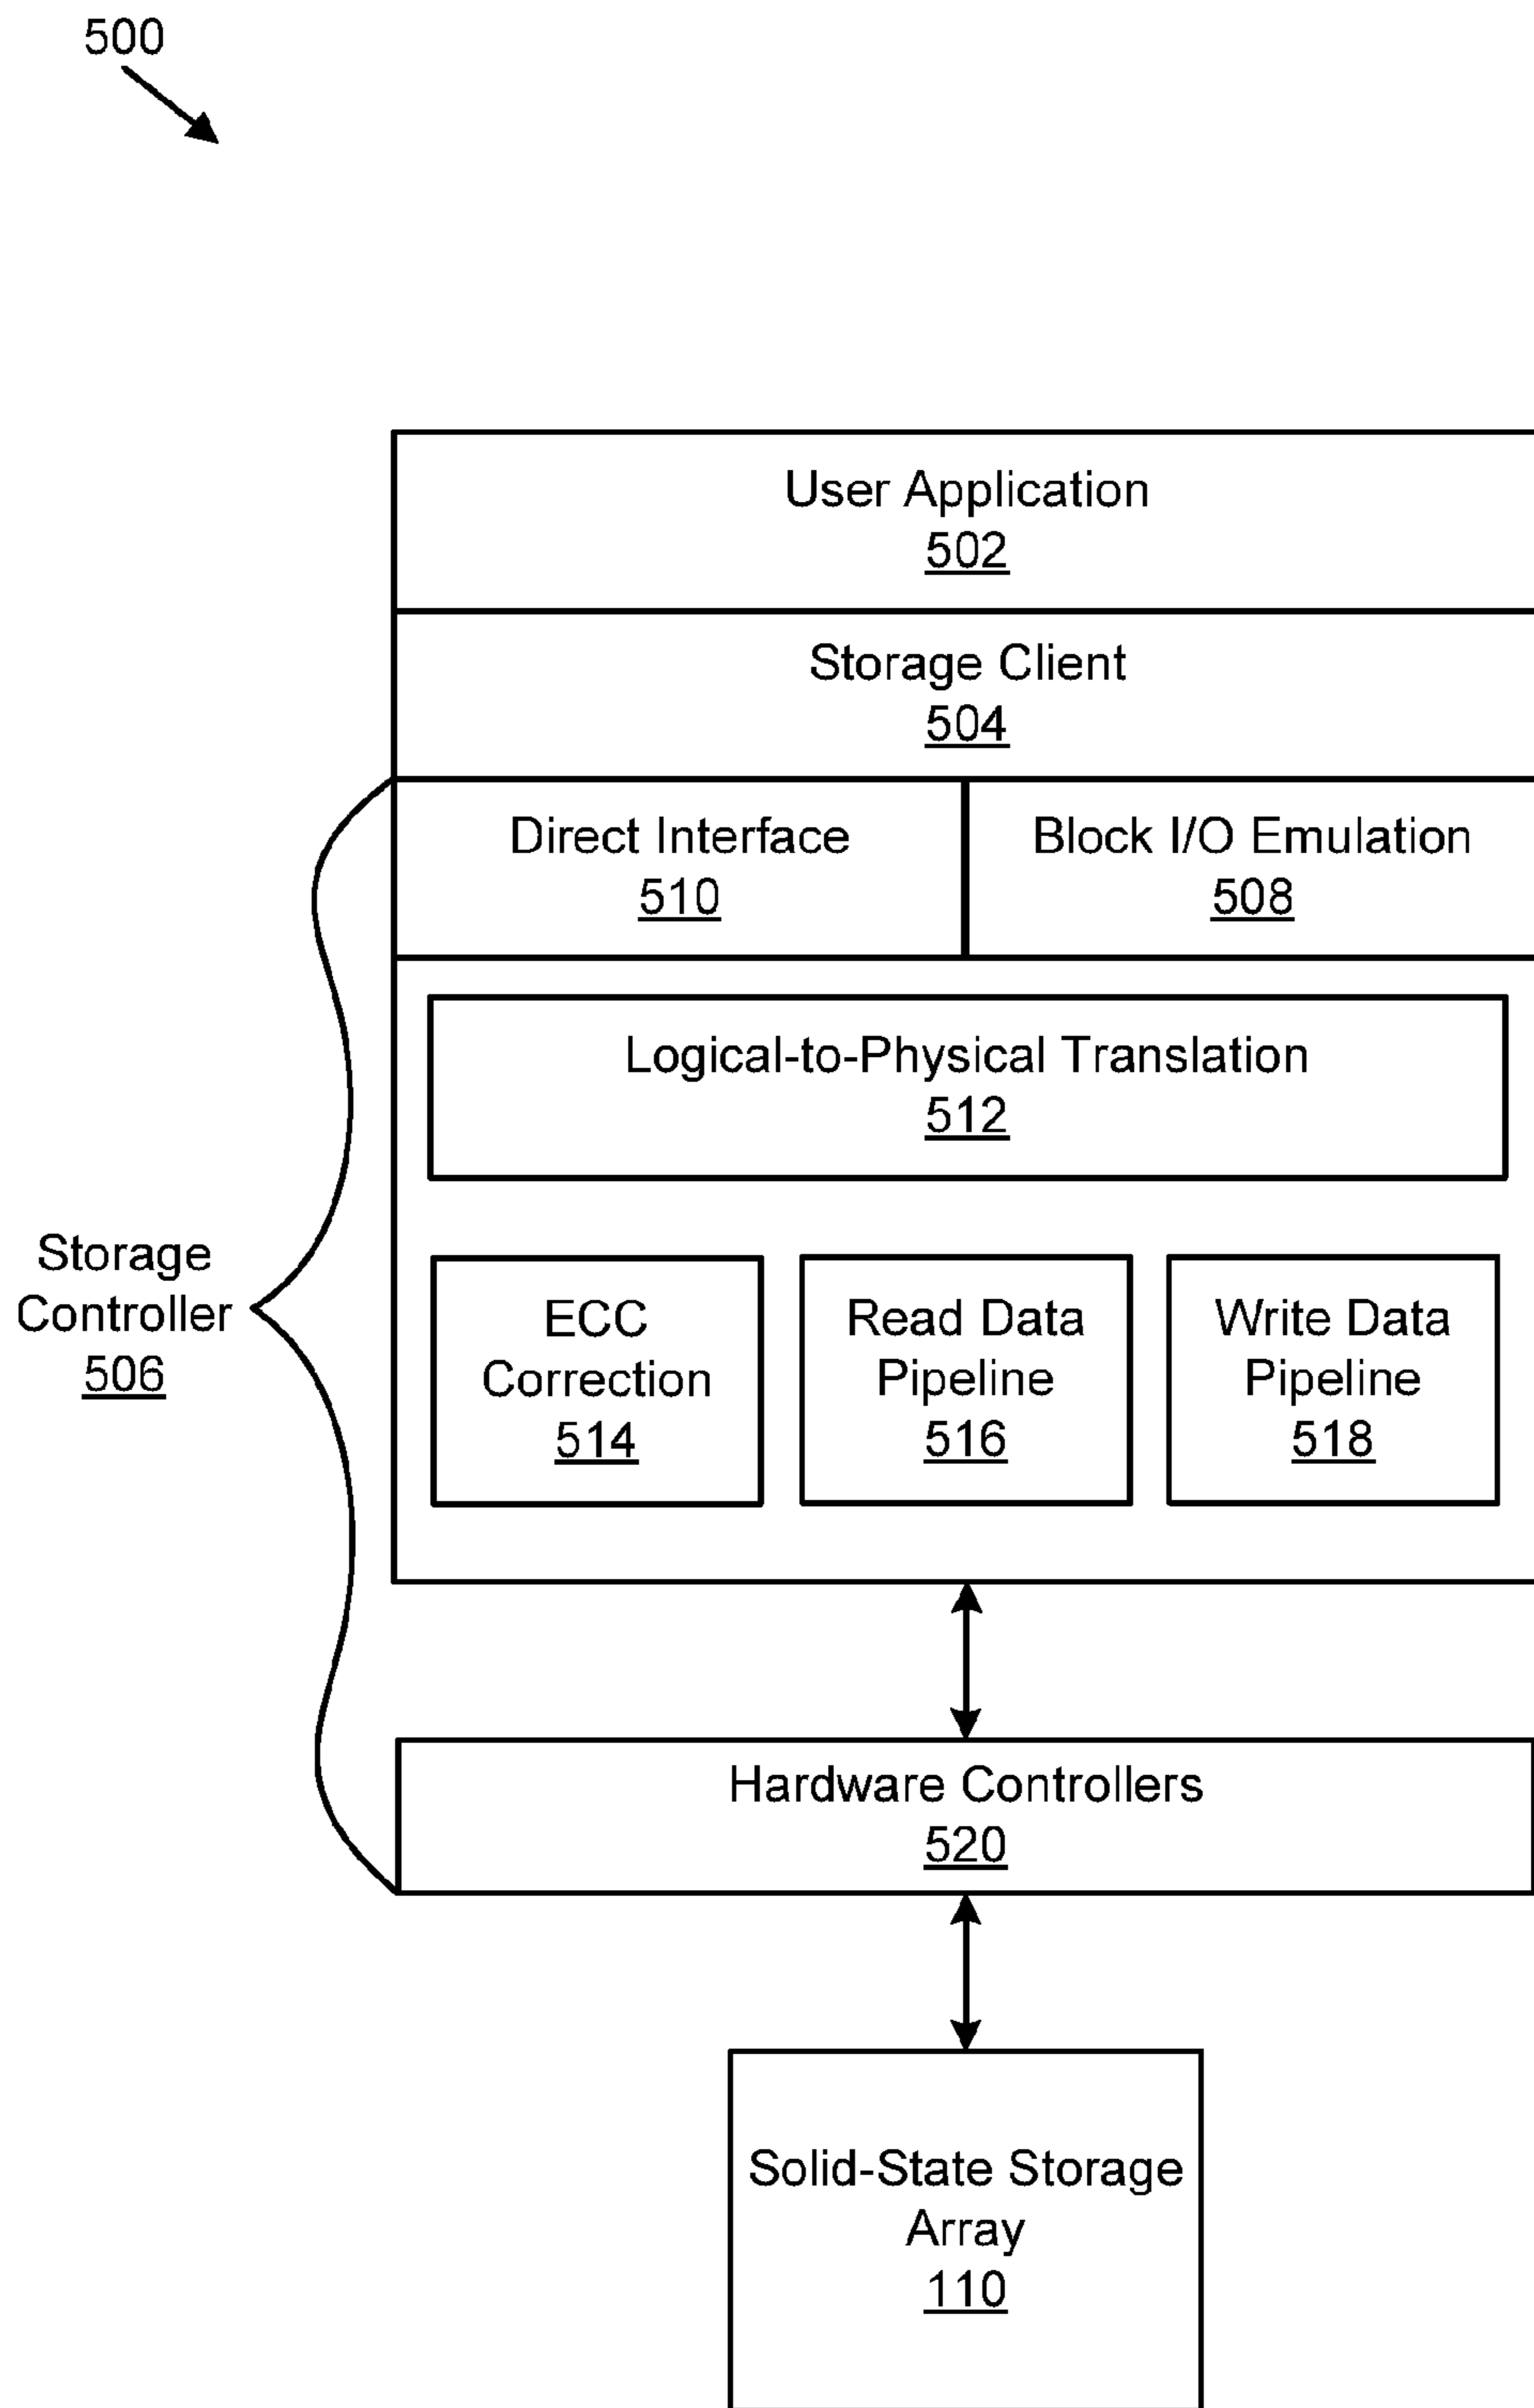 500
User Application
502
Storage Client
504
Direct Interface
510
Block I/O Emulation
508
Logical-to-Physical Translation
512
Storage
Controller
506
ECC
Correction
514
Read Data
Pipeline
516
Write Data
Pipeline
518
Hardware Controllers
520
Solid-State Storage
Array
110